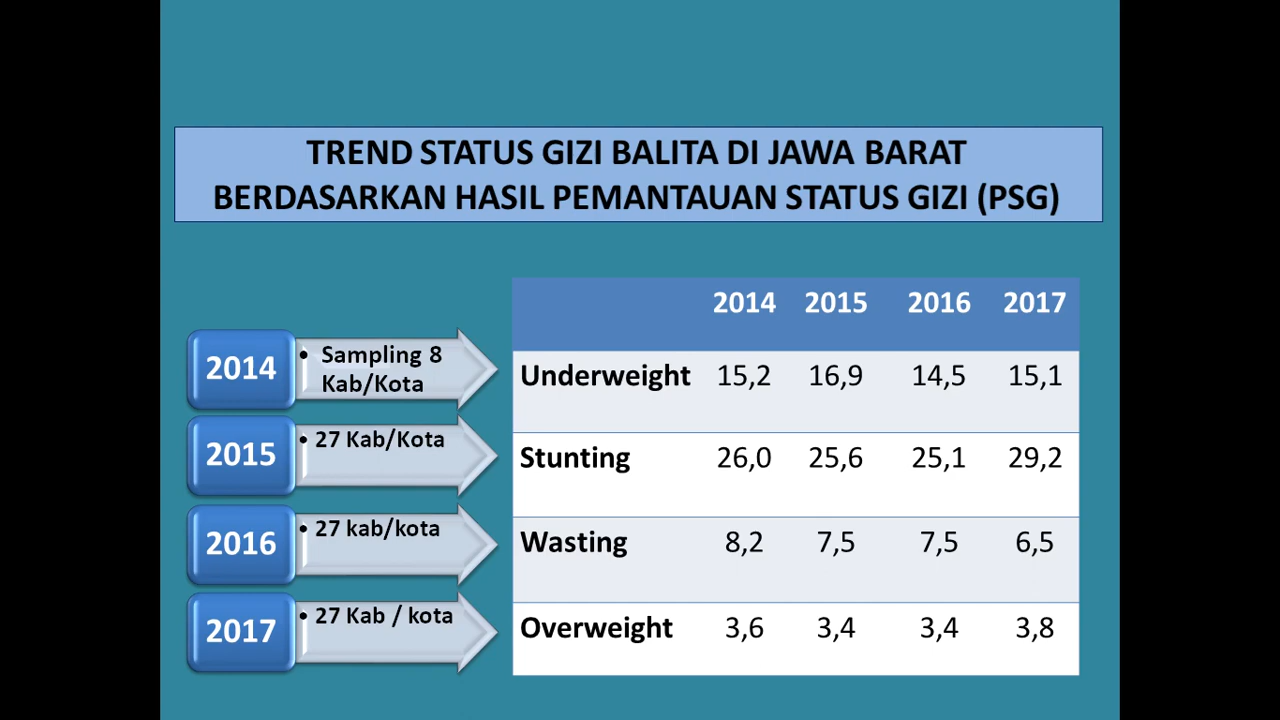 TREND STATUS GIZI BALITA DI JAWA BARAT
BERDASARKAN HASIL PEMANTAUAN STATUS GIZI (PSG)
2014
• Sampling 8
Kab/Kota
2015
• 27 Kab/Kota
2016
• 27 kab/kota
2017
• 27 Kab / kota
2014 2015 2016 2017
Underweight 15,2 16,9 14,5 15,1
Stunting 26,0 25,6 25,1 29,2
Wasting 8,2 7,5 7,5 6,5
Overweight 3,6 3,4 3,4 3,8